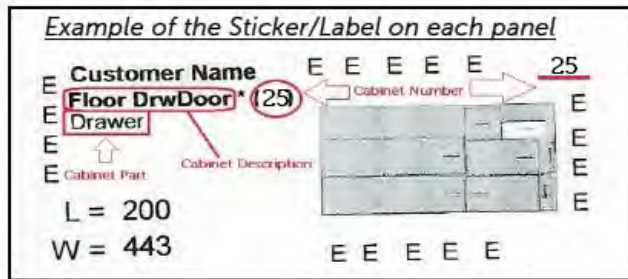 Example of the Sticker/Label on each panel
E E E E E 25
Customer Name
E Floor DrwDoor * (25) Cabinet Number E
E Drawer E
E Cabinet Description E
E Cabinet Part E
L = 200
W = 443
E E E E E